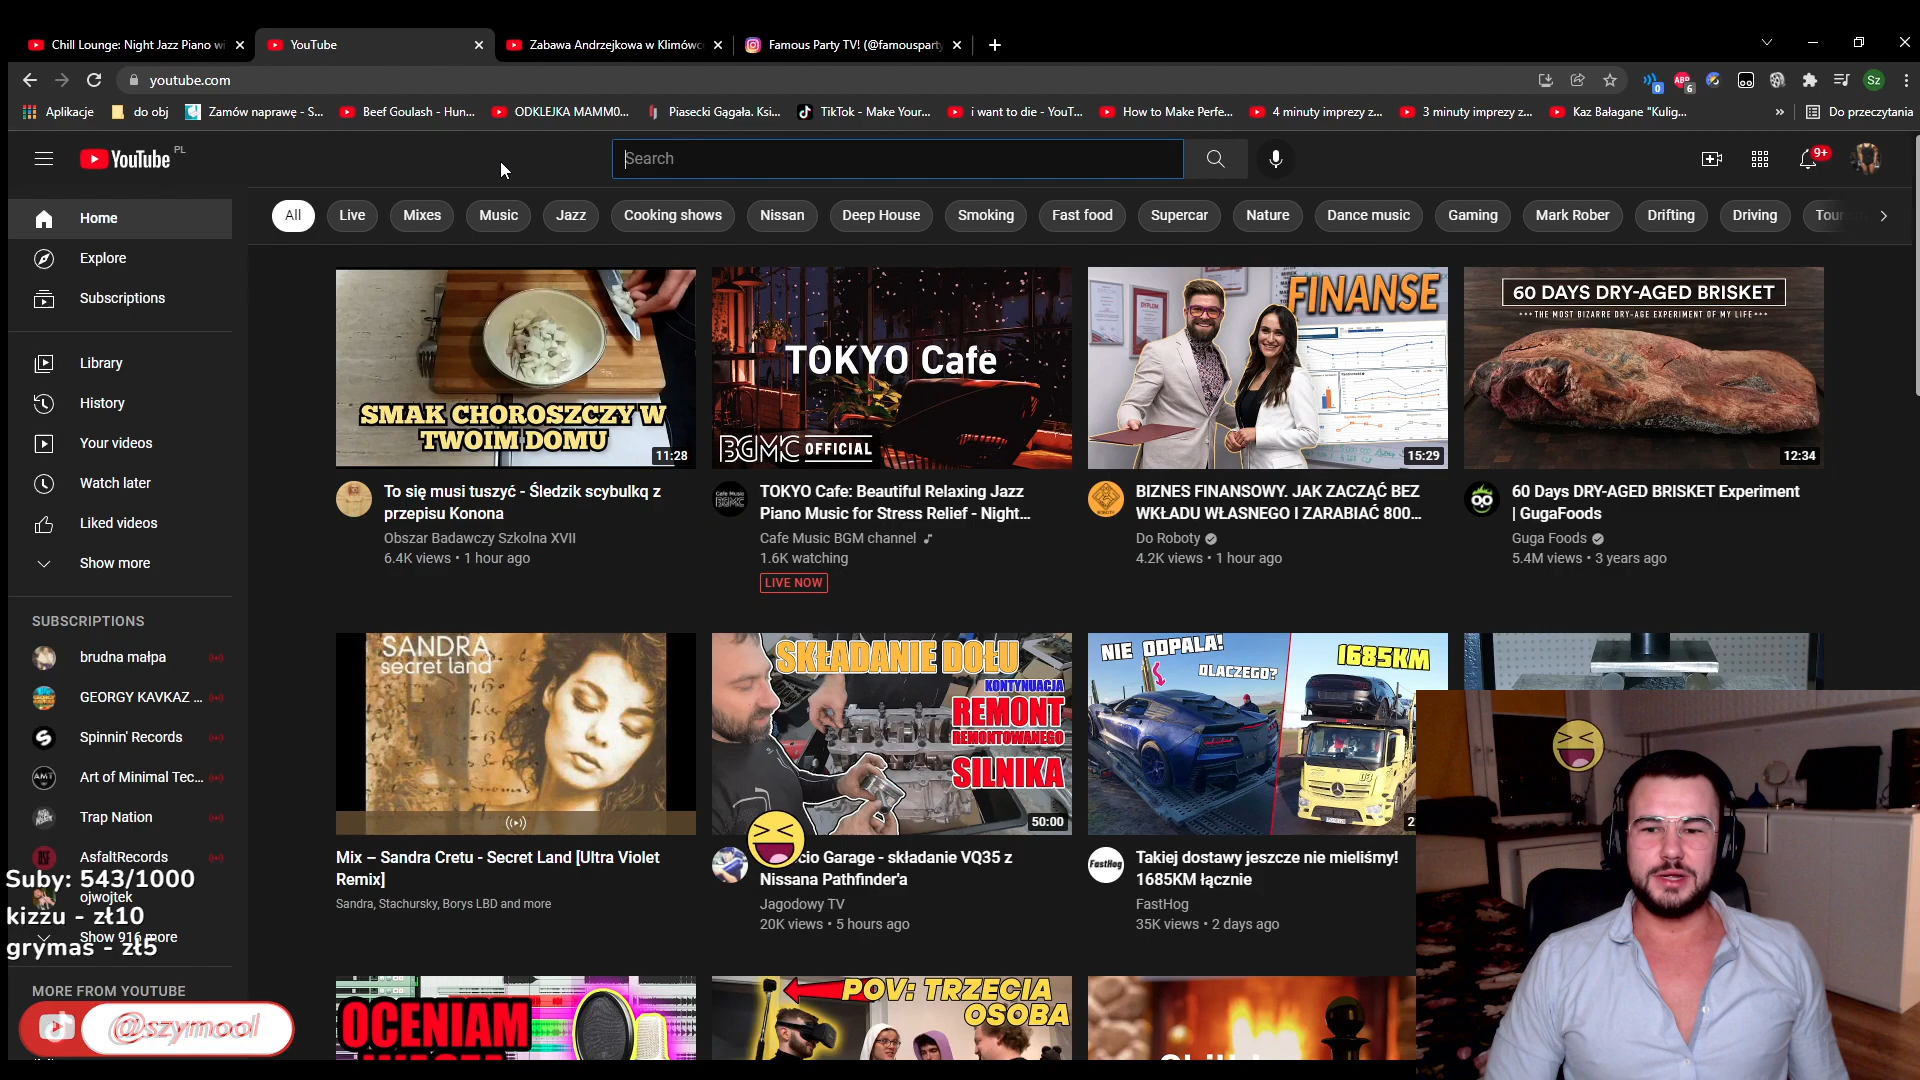 Chill Lounge: Night Jazz Piano wi
YouTube
Zabawa Andrzejkowa w Klimówc
Famous Party TV! (@famousparty
youtube.com
ABP
6
0
Sz
Aplikacje
do obj
Zamów naprawę - S...
Beef Goulash - Hun...
ODKLEJKA MAMM0...
Piasecki Gągała. Ksi...
TikTok - Make Your...
i want to die - YouT...
How to Make Perfe...
4 minuty imprezy z...
3 minuty imprezy z...
Kaz Bałagane "Kulig...
»
Do przeczytania
YouTube PL
Search
9+
All
Live
Mixes
Music
Jazz
Cooking shows
Nissan
Deep House
Smoking
Fast food
Supercar
Nature
Dance music
Gaming
Mark Rober
Drifting
Driving
Tour
Home
Explore
Subscriptions
Library
History
Your videos
Watch later
Liked videos
Show more
SUBSCRIPTIONS
brudna małpa
GEORGY KAVKAZ ...
Spinnin' Records
Art of Minimal Tec...
Trap Nation
AsfaltRecords
Suby: 543/1000
ojwojtek
kizzu - zł10
Show 916 more
grymas - zł5
MORE FROM YOUTUBE
@szymool
SMAK CHOROSZCZY W
TWOIM DOMU
11:28
To się musi tuszyć - Śledzik scybulką z
przepisu Konona
Obszar Badawczy Szkolna XVII
6.4K views • 1 hour ago
TOKYO Cafe
BGMC OFFICIAL
TOKYO Cafe: Beautiful Relaxing Jazz
Piano Music for Stress Relief - Night...
Cafe Music BGM channel
1.6K watching
LIVE NOW
FINANSE
DYPLOM
15:29
BIZNES FINANSOWY. JAK ZACZĄĆ BEZ
WKŁADU WŁASNEGO I ZARABIAĆ 800...
Do Roboty
4.2K views • 1 hour ago
60 DAYS DRY-AGED BRISKET
•••THE MOST BIZARRE DRY-AGE EXPERIMENT OF MY LIFE•••
12:34
60 Days DRY-AGED BRISKET Experiment
| GugaFoods
Guga Foods
5.4M views • 3 years ago
SANDRA
secret land
Mix – Sandra Cretu - Secret Land [Ultra Violet
Remix]
Sandra, Stachursky, Borys LBD and more
SKŁADANIE DOŁU
KONTYNUACJA
REMONT
REMONTOWANEGO
SILNIKA
50:00
cio Garage - składanie VQ35 z
Nissana Pathfinder'a
Jagodowy TV
20K views • 5 hours ago
NIE ODPALA!
DLACZEGO?
1685KM
03
2
FastHog
Takiej dostawy jeszcze nie mieliśmy!
1685KM łącznie
FastHog
35K views • 2 days ago
OCENIAM
POV: TRZECIA
OSOBA